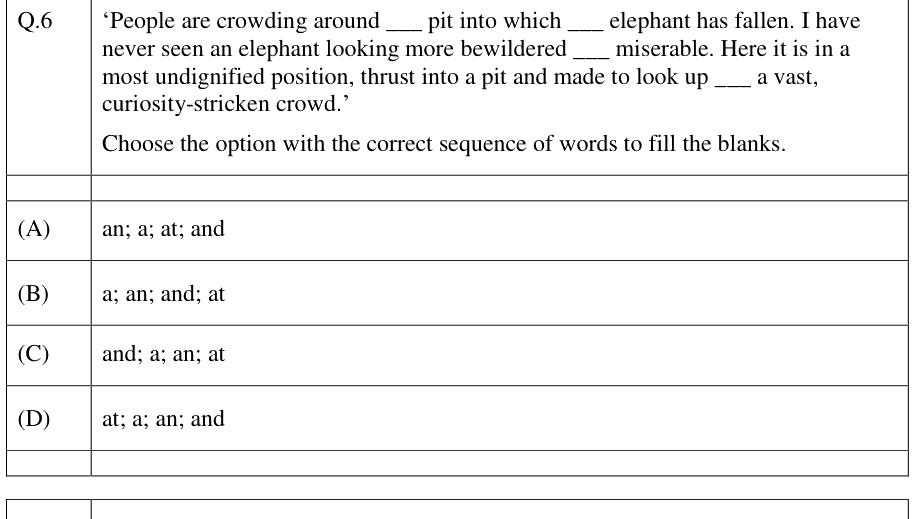 Q.6 ‘People are crowding around ___ pit into which ___ elephant has fallen. I have
never seen an elephant looking more bewildered ___ miserable. Here it is in a
most undignified position, thrust into a pit and made to look up ___ a vast,
curiosity-stricken crowd.’
Choose the option with the correct sequence of words to fill the blanks.
(A) an; a; at; and
(B) a; an; and; at
(C) and; a; an; at
(D) at; a; an; and